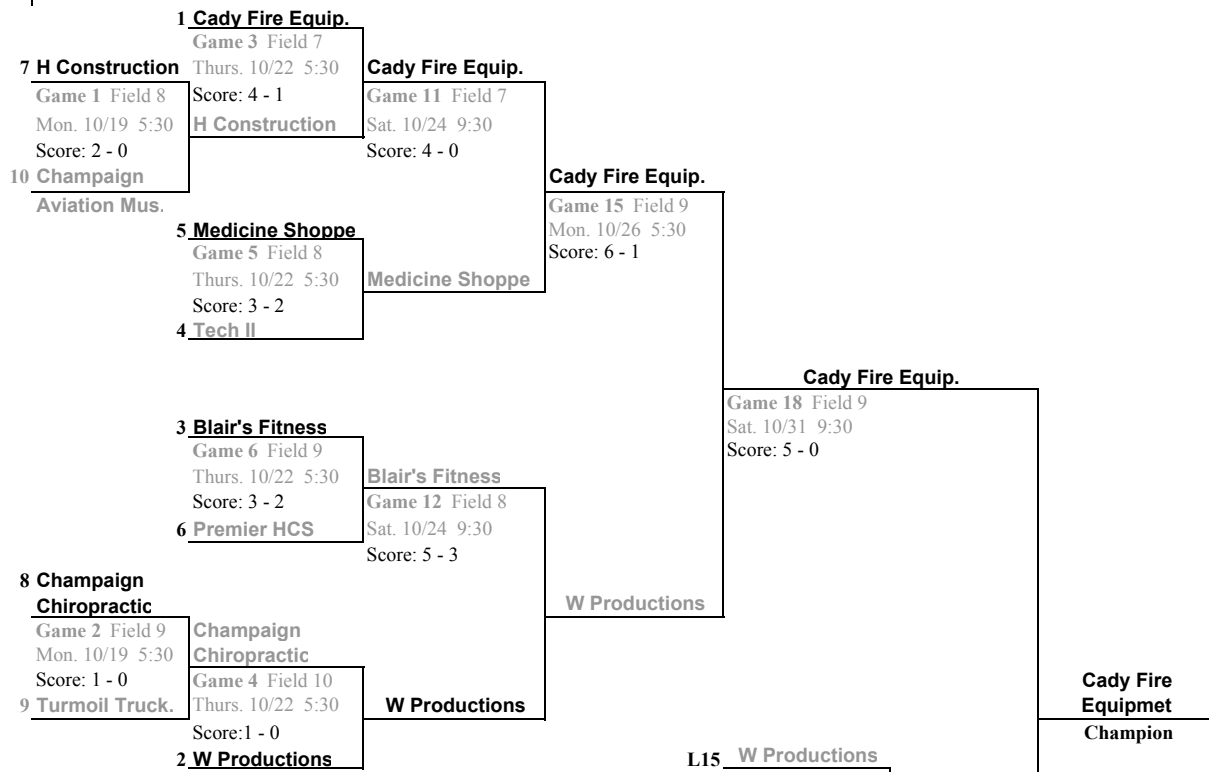 1 Cady Fire Equip.
Game 3 Field 7
7 H Construction Thurs. 10/22 5:30 Cady Fire Equip.
Game 1 Field 8 Score: 4 - 1 Game 11 Field 7
Mon. 10/19 5:30 H Construction Sat. 10/24 9:30
Score: 2 - 0 Score: 4 - 0
10 Champaign Cady Fire Equip.
Aviation Mus. Game 15 Field 9
5 Medicine Shoppe Mon. 10/26 5:30
Game 5 Field 8 Score: 6 - 1
Thurs. 10/22 5:30 Medicine Shoppe
Score: 3 - 2
4 Tech II
Cady Fire Equip.
Game 18 Field 9
3 Blair's Fitness Sat. 10/31 9:30
Game 6 Field 9 Score: 5 - 0
Thurs. 10/22 5:30 Blair's Fitness
Score: 3 - 2 Game 12 Field 8
6 Premier HCS Sat. 10/24 9:30
Score: 5 - 3
8 Champaign
Chiropractic W Productions
Game 2 Field 9 Champaign
Mon. 10/19 5:30 Chiropractic
Score: 1 - 0 Game 4 Field 10 Cady Fire
9 Turmoil Truck. Thurs. 10/22 5:30 W Productions Equipmet
Score:1 - 0 Champion
2 W Productions L15 W Productions